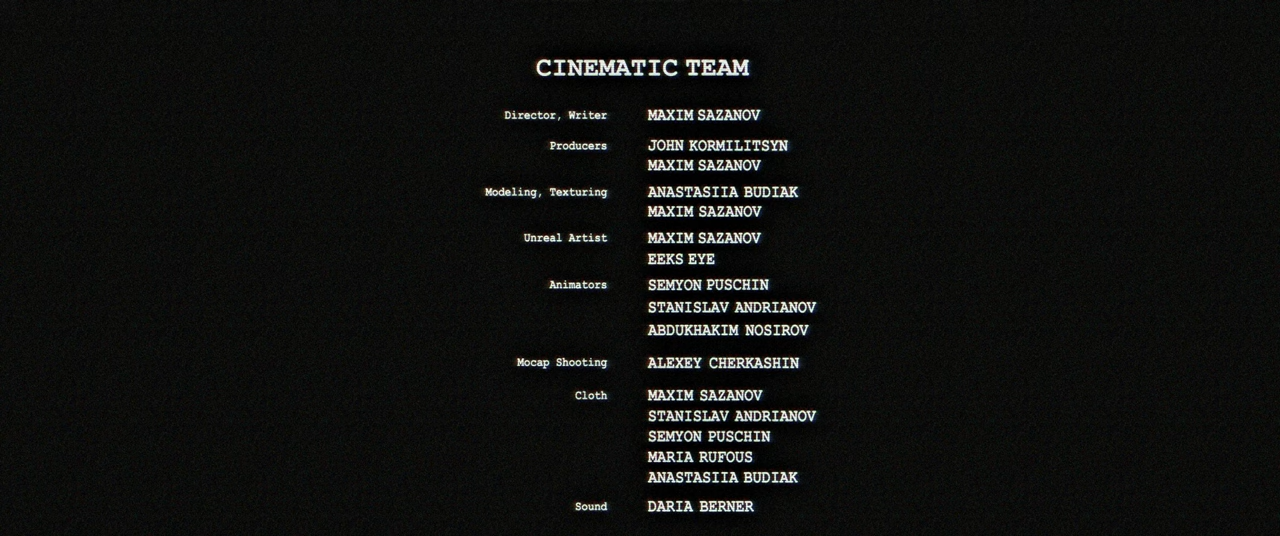 CINEMATIC TEAM
Director, Writer MAXIM SAZANOV
Producers JOHN KORMILITSYN
MAXIM SAZANOV
Modeling, Texturing ANASTASIIA BUDIAK
MAXIM SAZANOV
Unreal Artist MAXIM SAZANOV
EEKS EYE
Animators SEMYON PUSCHIN
STANISLAV ANDRIANOV
ABDUKHAKIM NOSIROV
Mocap Shooting ALEXEY CHERKASHIN
Cloth MAXIM SAZANOV
STANISLAV ANDRIANOV
SEMYON PUSCHIN
MARIA RUFOUS
ANASTASIIA BUDIAK
Sound DARIA BERNER